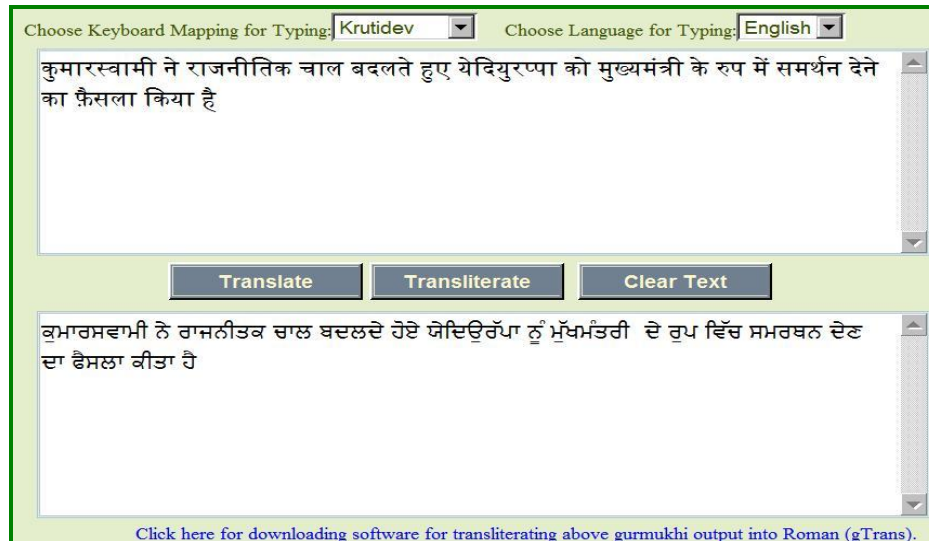 Choose Keyboard Mapping for Typing: Krutidev Choose Language for Typing: English
कुमारस्वामी ने राजनीतिक चाल बदलते हुए येदियुरप्पा को मुख्यमंत्री के रुप में समर्थन देने
का फ़ैसला किया है
Translate Transliterate Clear Text
ਕੁਮਾਰਸਵਾਮੀ ਨੇ ਰਾਜਨੀਤਕ ਚਾਲ ਬਦਲਦੇ ਹੋਏ ਯੇਦਿਉਰੱਪਾ ਨੂੰ ਮੁੱਖਮੰਤਰੀ ਦੇ ਰੁਪ ਵਿੱਚ ਸਮਰਥਨ ਦੇਣ
ਦਾ ਫੈਸਲਾ ਕੀਤਾ ਹੈ
Click here for downloading software for transliterating above gurmukhi output into Roman (gTrans).